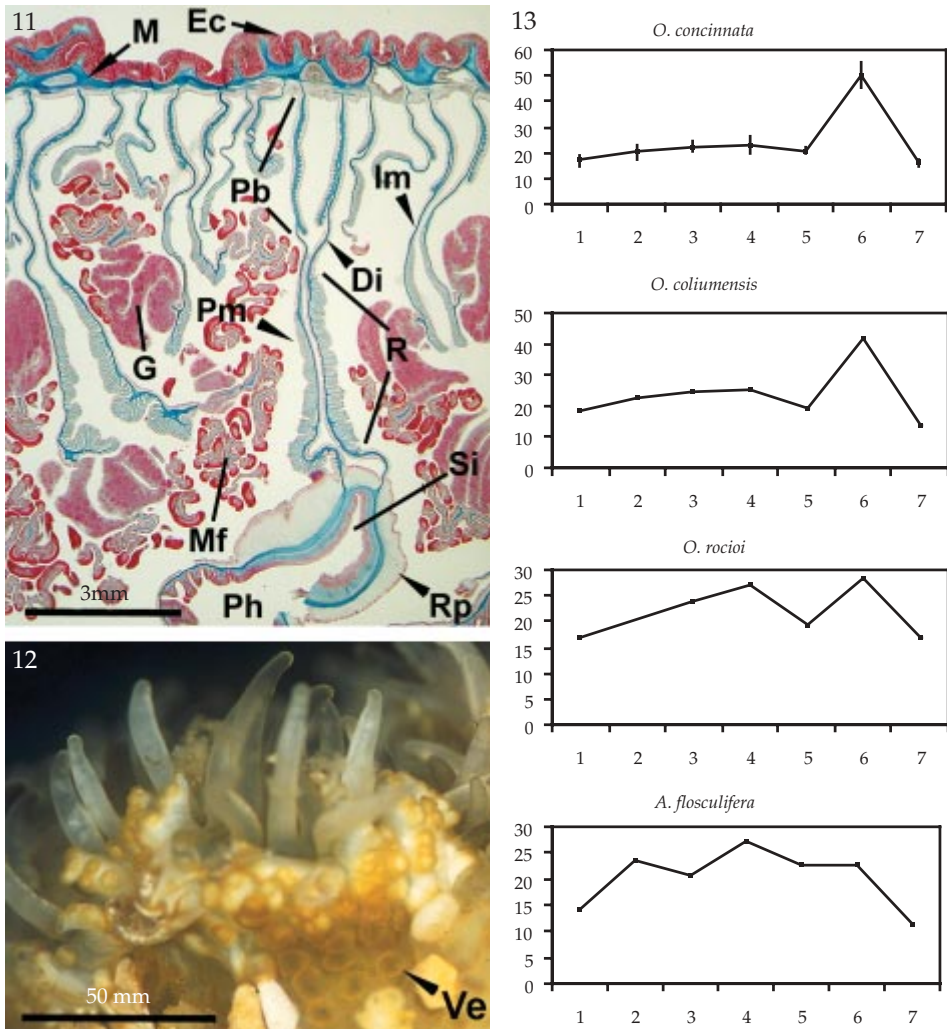 11
Ec
M
Pb
Im
Di
Pm
R
G
Si
Mf
3mm
Ph
Rp
12
50 mm
Ve
13
O. concinnata
60
50
40
30
20
10
0
1 2 3 4 5 6 7
O. coliumensis
50
40
30
20
10
0
1 2 3 4 5 6 7
O. rocioi
30
25
20
15
10
5
0
1 2 3 4 5 6 7
A. flosculifera
30
25
20
15
10
5
0
1 2 3 4 5 6 7